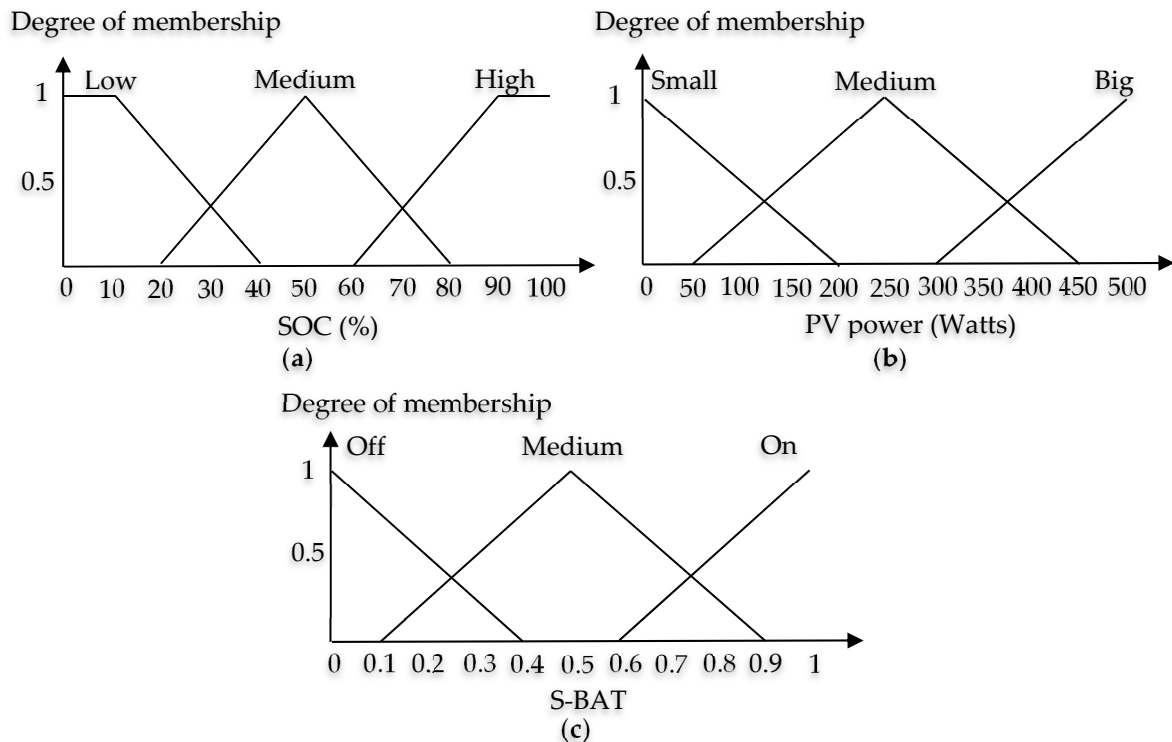 Degree of membership
Low Medium High
1
0.5
0 10 20 30 40 50 60 70 80 90 100
SOC (%)
(a)
Degree of membership
Small Medium Big
1
0.5
0 50 100 150 200 250 300 350 400 450 500
PV power (Watts)
(b)
Degree of membership
Off Medium On
1
0.5
0 0.1 0.2 0.3 0.4 0.5 0.6 0.7 0.8 0.9 1
S-BAT
(c)